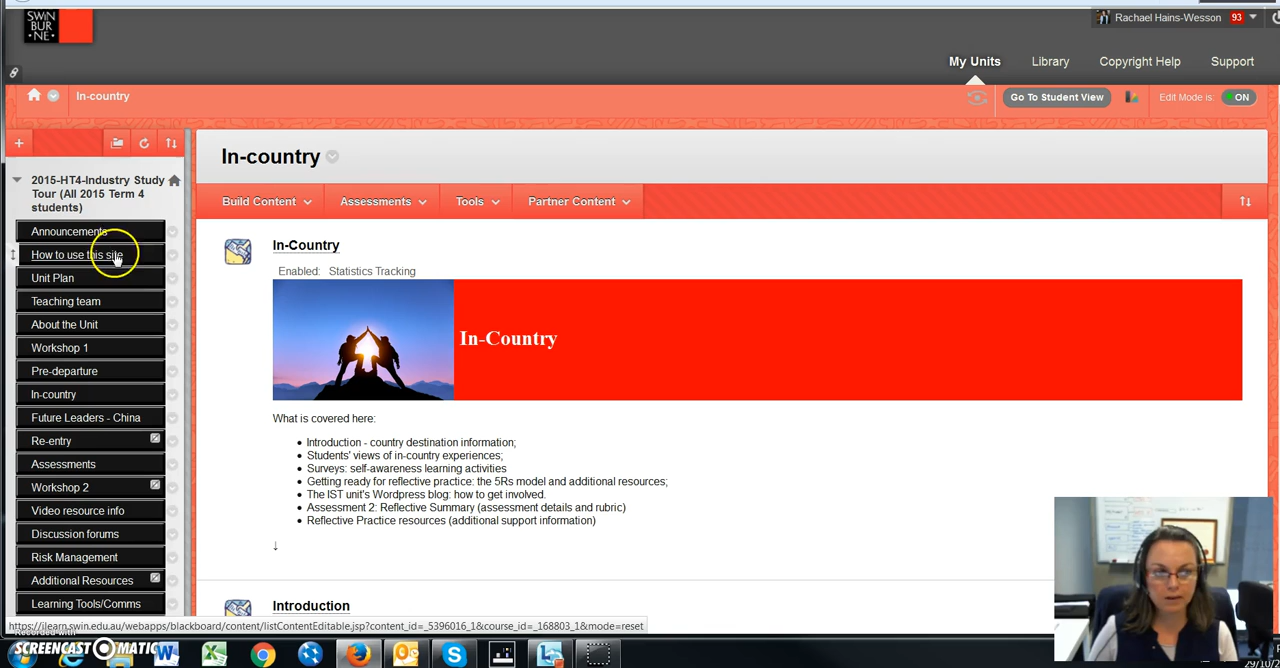 SWIN
BUR
• NE •
Rachael Hains-Wesson 93
My Units Library Copyright Help Support
In-country
Go To Student View
Edit Mode is: ON
2015-HT4-Industry Study
Tour (All 2015 Term 4
students)
Announcements
How to use this site
Unit Plan
Teaching team
About the Unit
Workshop 1
Pre-departure
In-country
Future Leaders - China
Re-entry
Assessments
Workshop 2
Video resource info
Discussion forums
Risk Management
Additional Resources
Learning Tools/Comms
In-country
Build Content Assessments Tools Partner Content
In-Country
Enabled: Statistics Tracking
In-Country
What is covered here:
• Introduction - country destination information;
• Students' views of in-country experiences;
• Surveys: self-awareness learning activities
• Getting ready for reflective practice: the 5Rs model and additional resources;
• The IST unit's Wordpress blog: how to get involved.
• Assessment 2: Reflective Summary (assessment details and rubric)
• Reflective Practice resources (additional support information)
↓
Introduction
https://ilearn.swin.edu.au/webapps/blackboard/content/listContentEditable.jsp?content_id=_5396016_1&course_id=_168803_1&mode=reset
Recorded with
SCREENCAST MATIC
29/10/